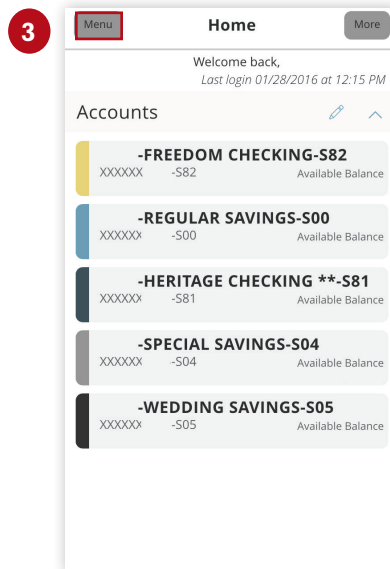 3
Menu Home More
Welcome back,
Last login 01/28/2016 at 12:15 PM
Accounts
-FREEDOM CHECKING-S82
XXXXXX -S82 Available Balance
-REGULAR SAVINGS-S00
XXXXXX -S00 Available Balance
-HERITAGE CHECKING **-S81
XXXXXX -S81 Available Balance
-SPECIAL SAVINGS-S04
XXXXXX -S04 Available Balance
-WEDDING SAVINGS-S05
XXXXXX -S05 Available Balance